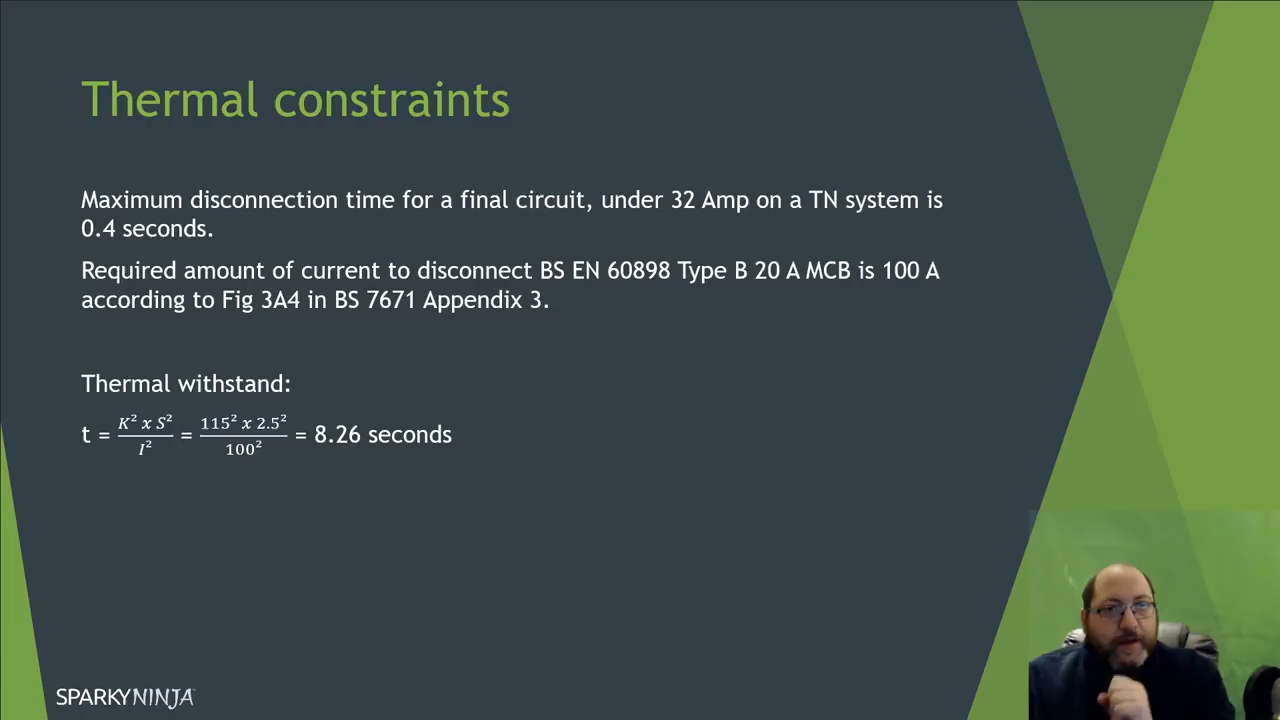 Thermal constraints
Maximum disconnection time for a final circuit, under 32 Amp on a TN system is
0.4 seconds.
Required amount of current to disconnect BS EN 60898 Type B 20 A MCB is 100 A
according to Fig 3A4 in BS 7671 Appendix 3.
Thermal withstand:
t = K² x S² / I² = 115² x 2.5² / 100² = 8.26 seconds
SPARKYNINJA